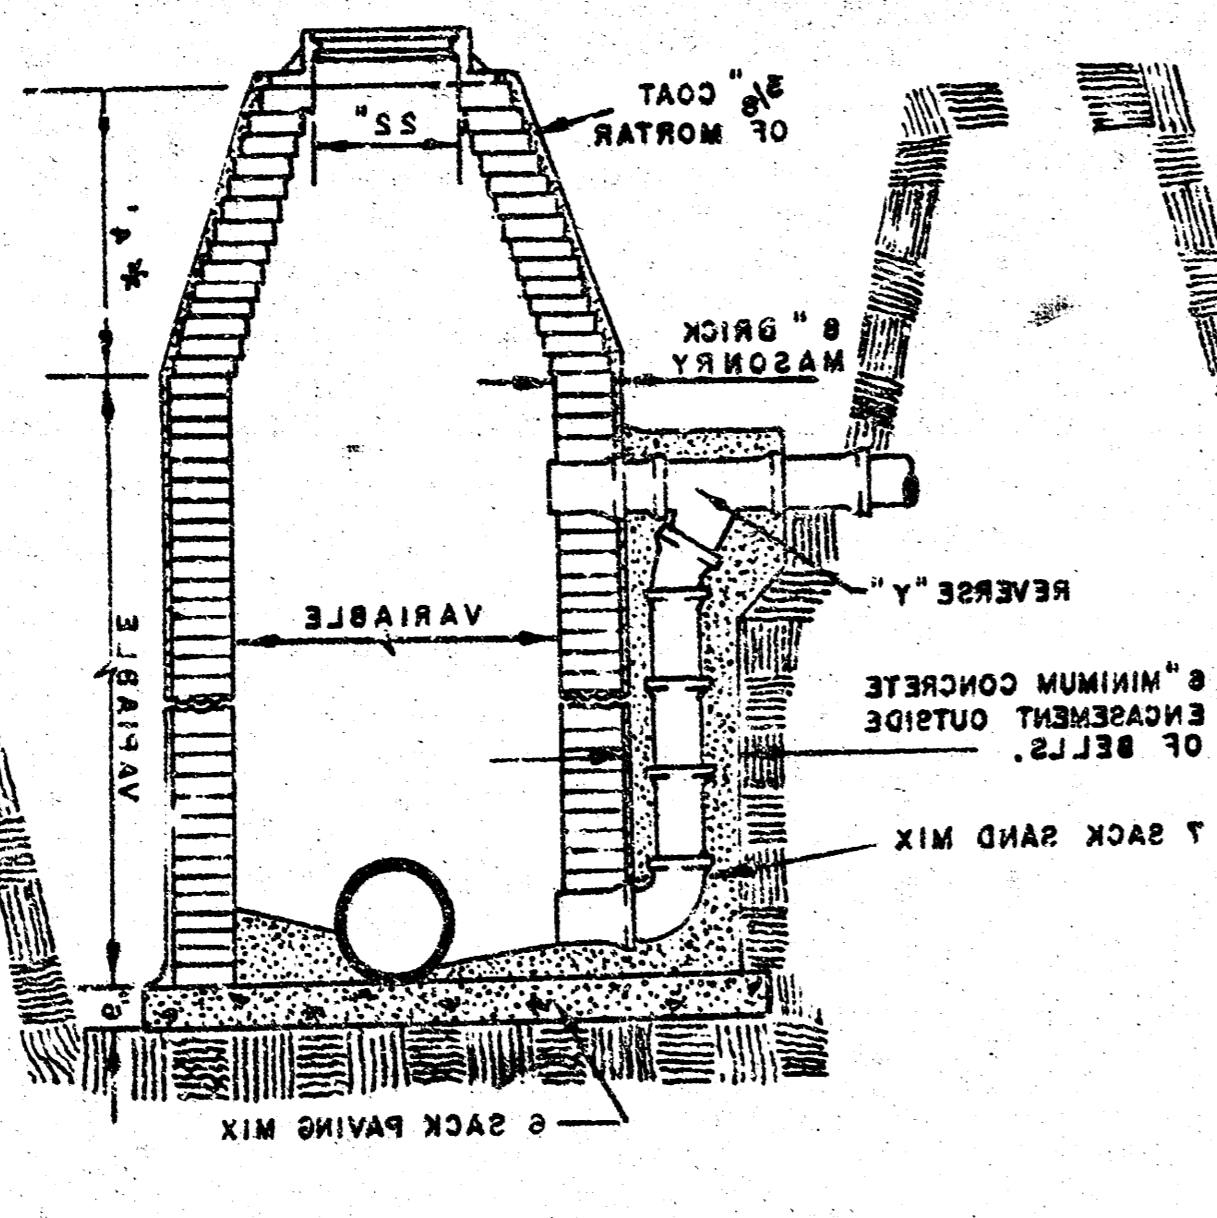 3/8" COAT
OF MORTAR
22"
* 4'
8" BRICK
MASONRY
REVERSE "Y"
VARIABLE
VARIABLE
6" MINIMUM CONCRETE
ENCASEMENT OUTSIDE
OF BELLS.
7 SACK SAND MIX
6"
6 SACK PAVING MIX